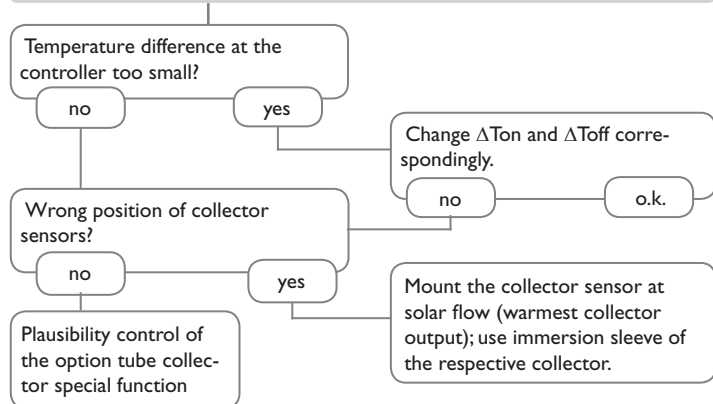 Temperature difference at the
controller too small?
no
yes
Change ΔTon and ΔToff corre-
spondingly.
no
o.k.
Wrong position of collector
sensors?
no
yes
Mount the collector sensor at
solar flow (warmest collector
output); use immersion sleeve of
the respective collector.
Plausibility control of
the option tube collec-
tor special function